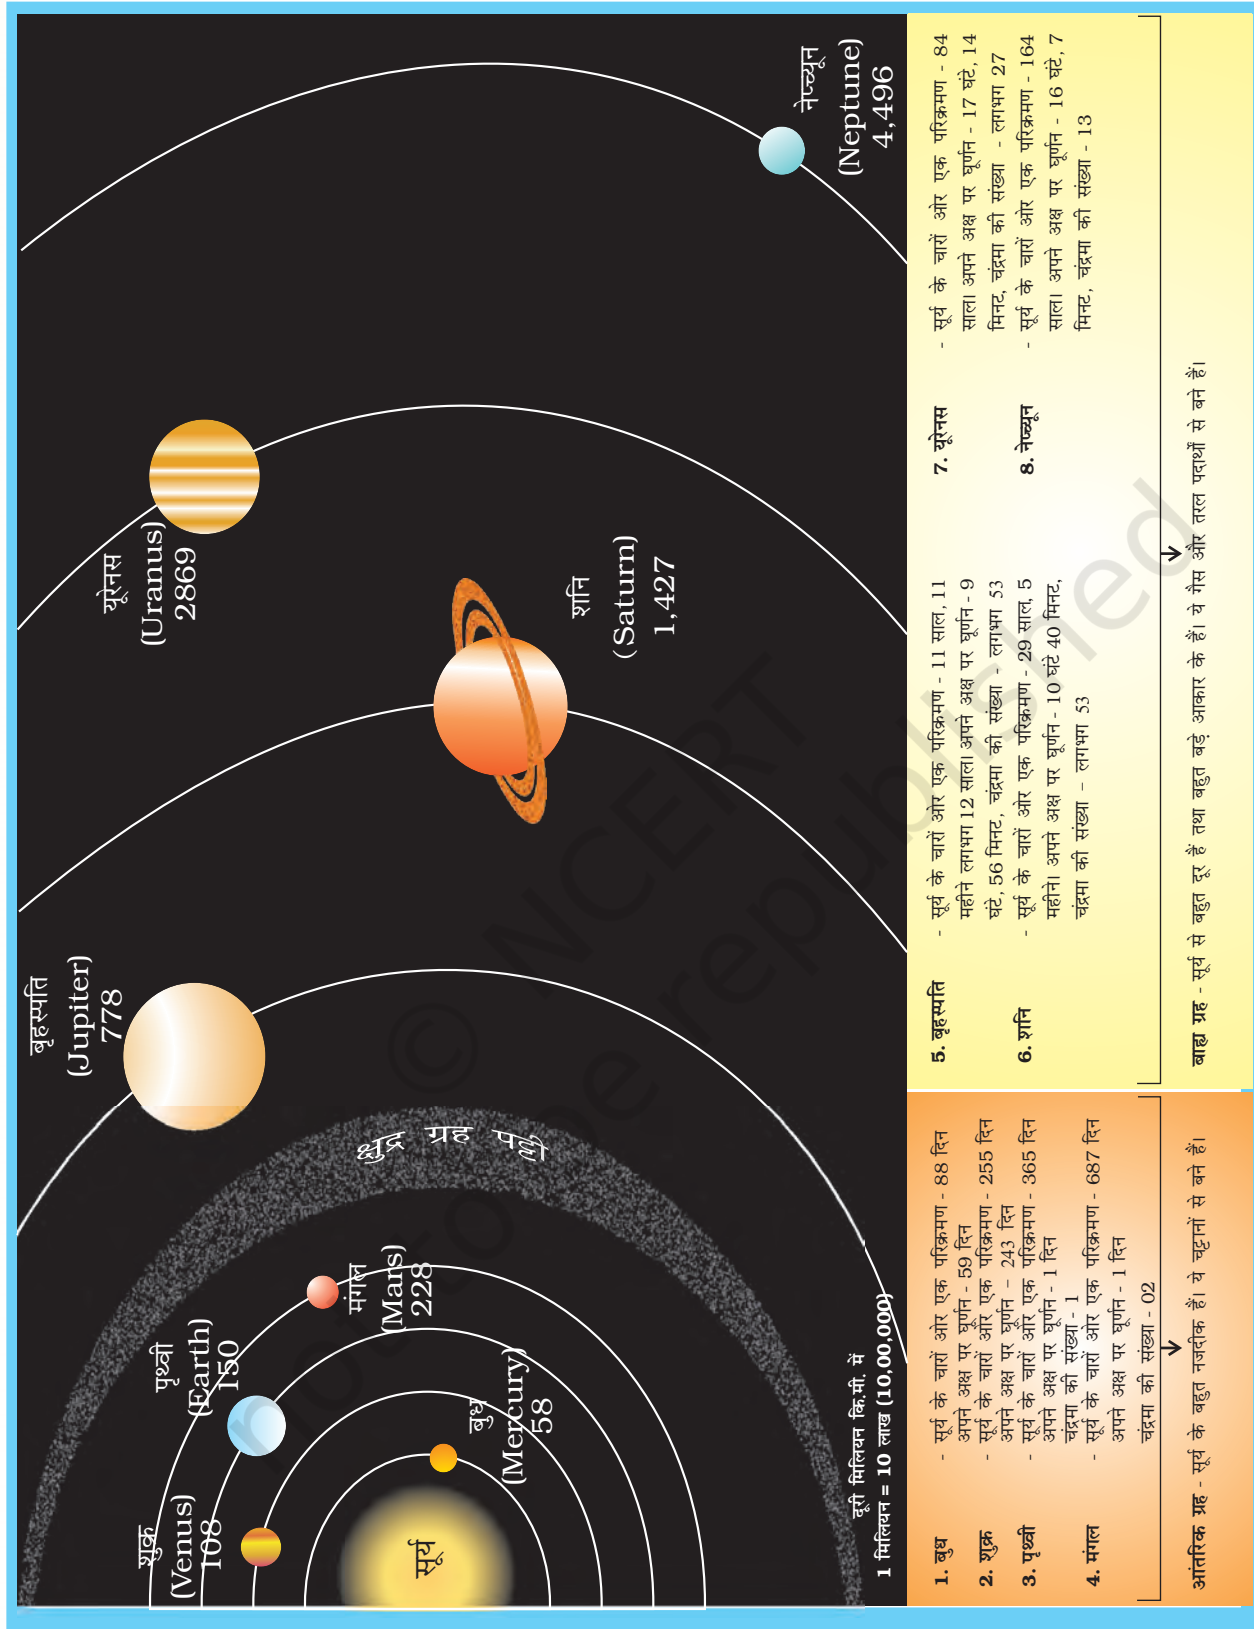 बुध
(Mercury)
58
शुक्र
(Venus)
108
पृथ्वी
(Earth)
150
मंगल
(Mars)
228
सूर्य
क्षुद्र ग्रह पट्टी
बृहस्पति
(Jupiter)
778
शनि
(Saturn)
1,427
यूरेनस
(Uranus)
2869
नेप्च्यून
(Neptune)
4,496
दूरी मिलियन कि.मी. में
1 मिलियन = 10 लाख (10,00,000)
1. बुध - सूर्य के चारों ओर एक परिक्रमण - 88 दिन
अपने अक्ष पर घूर्णन - 59 दिन
2. शुक्र - सूर्य के चारों ओर एक परिक्रमण - 255 दिन
अपने अक्ष पर घूर्णन – 243 दिन
3. पृथ्वी - सूर्य के चारों ओर एक परिक्रमण - 365 दिन
अपने अक्ष पर घूर्णन - 1 दिन
चंद्रमा की संख्या - 1
4. मंगल - सूर्य के चारों ओर एक परिक्रमण - 687 दिन
अपने अक्ष पर घूर्णन - 1 दिन
चंद्रमा की संख्या - 02
आंतरिक ग्रह - सूर्य के बहुत नजदीक हैं। ये चट्टानों से बने हैं।
5. बृहस्पति - सूर्य के चारों ओर एक परिक्रमण - 11 साल, 11
महीने लगभग 12 साल। अपने अक्ष पर घूर्णन - 9
घंटे, 56 मिनट, चंद्रमा की संख्या - लगभग 53
6. शनि - सूर्य के चारों ओर एक परिक्रमण - 29 साल, 5
महीने। अपने अक्ष पर घूर्णन - 10 घंटे 40 मिनट,
चंद्रमा की संख्या – लगभग 53
7. यूरेनस - सूर्य के चारों ओर एक परिक्रमण - 84
साल। अपने अक्ष पर घूर्णन - 17 घंटे, 14
मिनट, चंद्रमा की संख्या - लगभग 27
8. नेप्च्यून - सूर्य के चारों ओर एक परिक्रमण - 164
साल। अपने अक्ष पर घूर्णन - 16 घंटे, 7
मिनट, चंद्रमा की संख्या - 13
बाह्य ग्रह - सूर्य से बहुत दूर हैं तथा बहुत बड़े आकार के हैं। ये गैस और तरल पदार्थों से बने हैं।
© NCERT
not to be republished